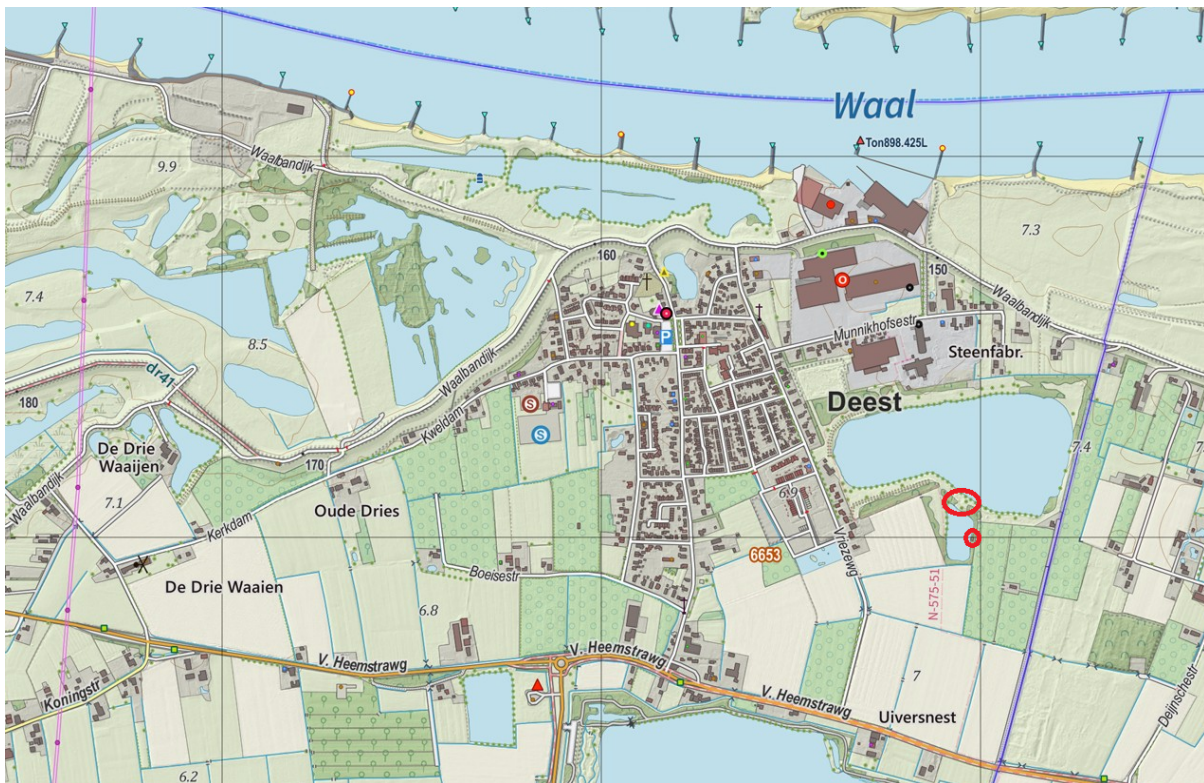 Waal
Ton898.425L
Waalbandijk
9.9
7.3
160
150
O
7.4
Waalbandijk
Munnikhofsestr
P
Steenfabr.
8.5
Waalbandijk
dr41
180
Kweldam
S
Deest
S
De Drie
Waaijen
7.4
170
Waalbandijk
7.1
6.9
Oude Dries
Kerkdam
Vriezewg
6653
Boeisestr
De Drie Waaien
N-575-51
6.8
V. Heemstrawg
V. Heemstrawg
7
Koningstr
V. Heemstrawg
Deijnschestr
Uiversnest
6.2